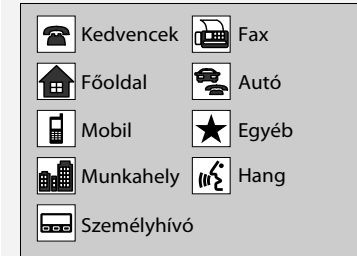 Kedvencek Fax
Főoldal Autó
Mobil Egyéb
Munkahely Hang
Személyhívó